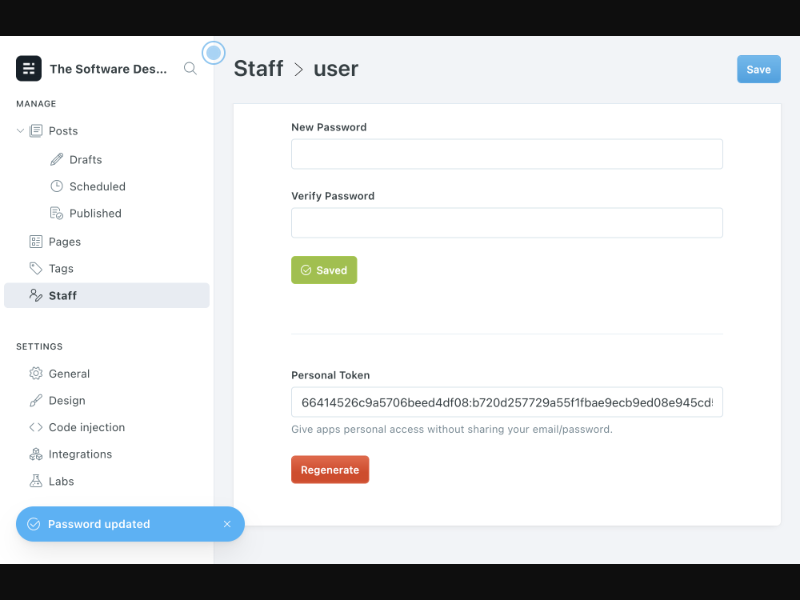 The Software Des...
MANAGE
Posts
Drafts
Scheduled
Published
Pages
Tags
Staff
SETTINGS
General
Design
Code injection
Integrations
Labs
Password updated
Staff > user
Save
New Password
Verify Password
Saved
Personal Token
66414526c9a5706beed4df08:b720d257729a55f1fbae9ecb9ed08e945cd
Give apps personal access without sharing your email/password.
Regenerate